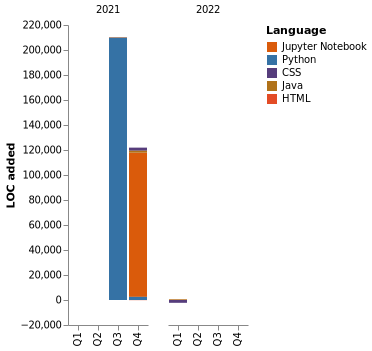 2021
2022
Language
Jupyter Notebook
Python
CSS
Java
HTML
LOC added
220,000
200,000
180,000
160,000
140,000
120,000
100,000
80,000
60,000
40,000
20,000
0
−20,000
Q1 Q2 Q3 Q4 Q1 Q2 Q3 Q4